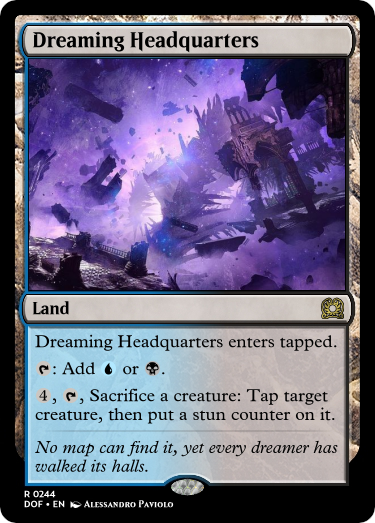 Dreaming Headquarters
Land
Dreaming Headquarters enters tapped.
: Add or .
4, , Sacrifice a creature: Tap target
creature, then put a stun counter on it.
No map can find it, yet every dreamer has
walked its halls.
R 0244
DOF • EN Alessandro Paviolo